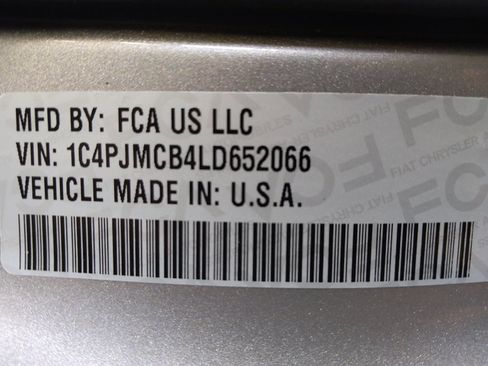 MFD BY: FCA US LLC
VIN: 1C4PJMCB4LD652066
VEHICLE MADE IN: U.S.A.